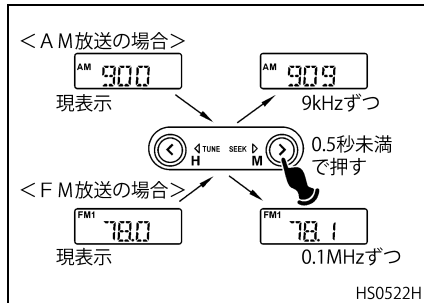 ＜ＡＭ放送の場合＞
AM 900
AM 909
現表示
9kHzずつ
TUNE SEEK
H M
0.5秒未満
で押す
＜ＦＭ放送の場合＞
FM1 78.0
FM1 78.1
現表示
0.1MHzずつ
HS0522H